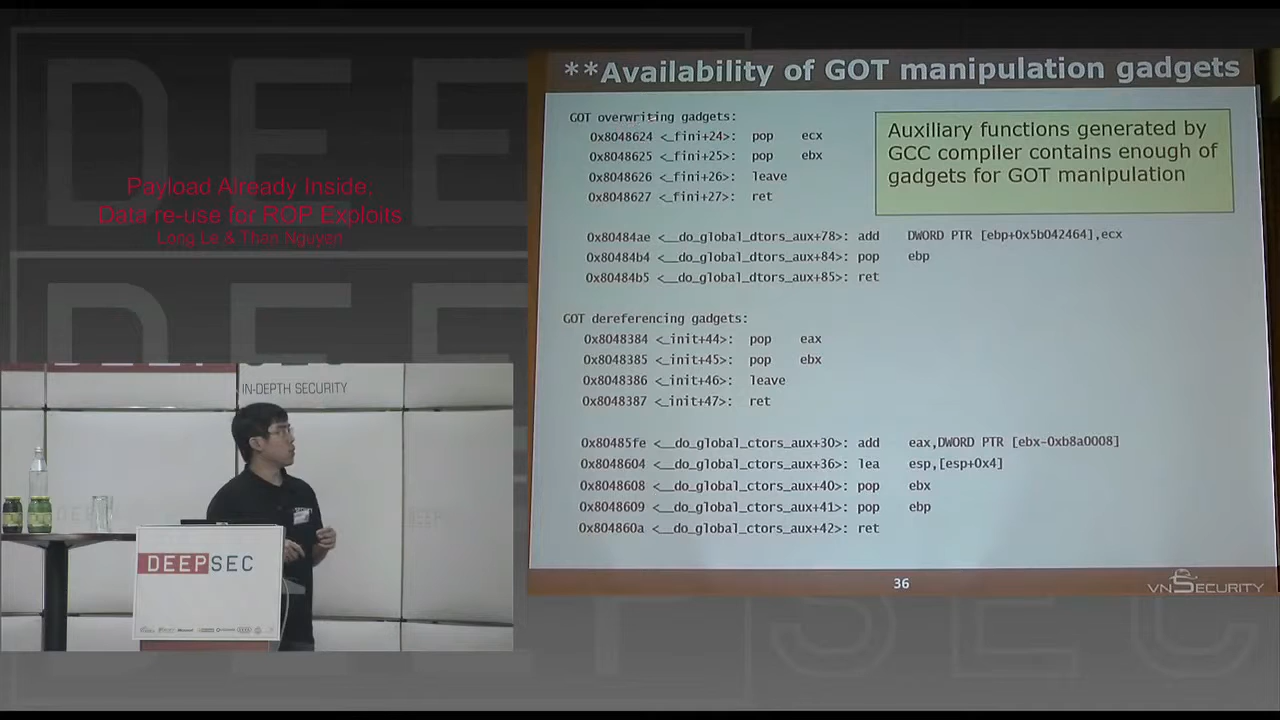 **Availability of GOT manipulation gadgets
GOT overwriting gadgets:
0x8048624 <_fini+24>: pop ecx
0x8048625 <_fini+25>: pop ebx
0x8048626 <_fini+26>: leave
0x8048627 <_fini+27>: ret
Auxiliary functions generated by
GCC compiler contains enough of
gadgets for GOT manipulation
0x80484ae <__do_global_dtors_aux+78>: add DWORD PTR [ebp+0x5b042464],ecx
0x80484b4 <__do_global_dtors_aux+84>: pop ebp
0x80484b5 <__do_global_dtors_aux+85>: ret
GOT dereferencing gadgets:
0x8048384 <_init+44>: pop eax
0x8048385 <_init+45>: pop ebx
0x8048386 <_init+46>: leave
0x8048387 <_init+47>: ret
0x80485fe <__do_global_ctors_aux+30>: add eax,DWORD PTR [ebx-0xb8a0008]
0x8048604 <__do_global_ctors_aux+36>: lea esp,[esp+0x4]
0x8048608 <__do_global_ctors_aux+40>: pop ebx
0x8048609 <__do_global_ctors_aux+41>: pop ebp
0x804860a <__do_global_ctors_aux+42>: ret
36
VNSECURITY
Payload Already Inside:
Data re-use for ROP Exploits
Long Le & Than Nguyen
IN-DEPTH SECURITY
DEEPSEC